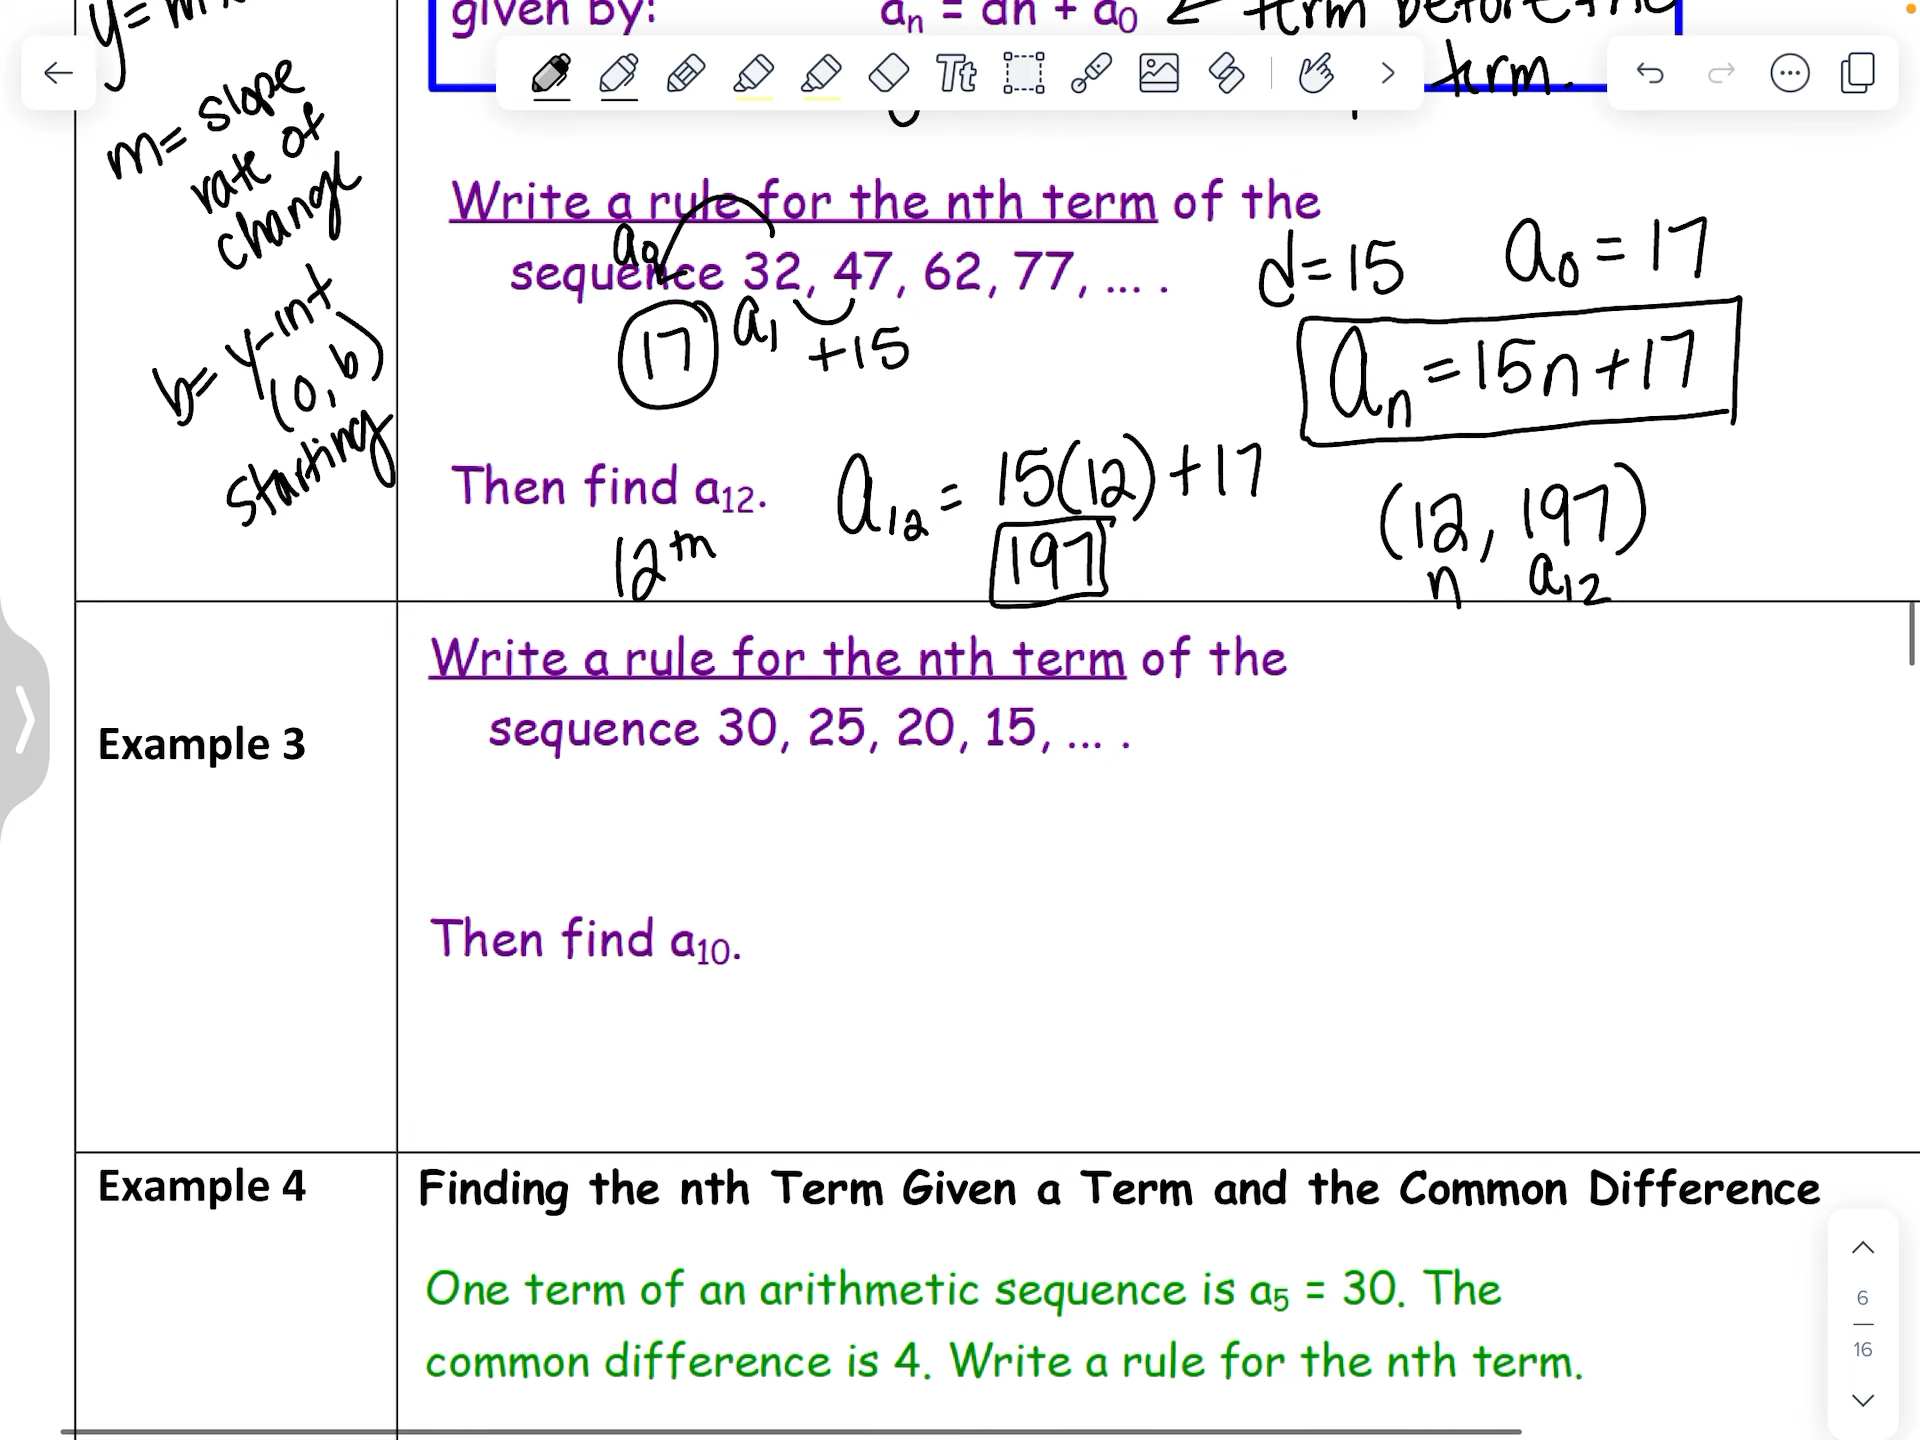 y=
given by: aₙ = dn + a₀ ← term before the
term.
m= slope
rate of
change
b= y-int
(0, b)
starting
Write a rule for the nth term of the
a₀
sequence 32, 47, 62, 77, ... .
17 a₁ +15
d=15 a₀ = 17
aₙ = 15n+17
Then find a₁₂. a₁₂ = 15(12)+17
12th
197
(12, 197)
n a₁₂
Example 3
Write a rule for the nth term of the
sequence 30, 25, 20, 15, ... .
Then find a₁₀.
Example 4
Finding the nth Term Given a Term and the Common Difference
One term of an arithmetic sequence is a₅ = 30. The
common difference is 4. Write a rule for the nth term.
Tt
6
16